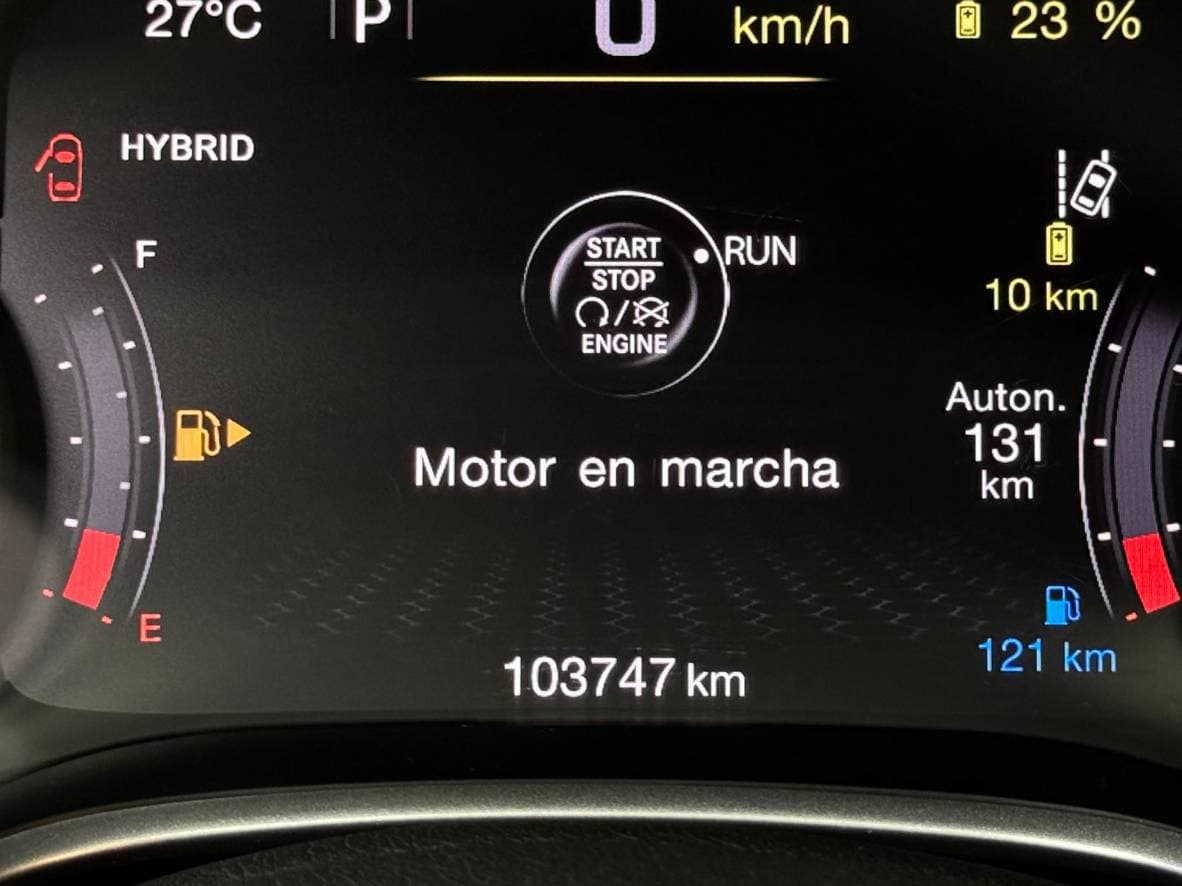 27°C
P
0
km/h
23 %
HYBRID
F
START
STOP
ENGINE
RUN
10 km
Auton.
131
km
Motor en marcha
E
121 km
103747 km